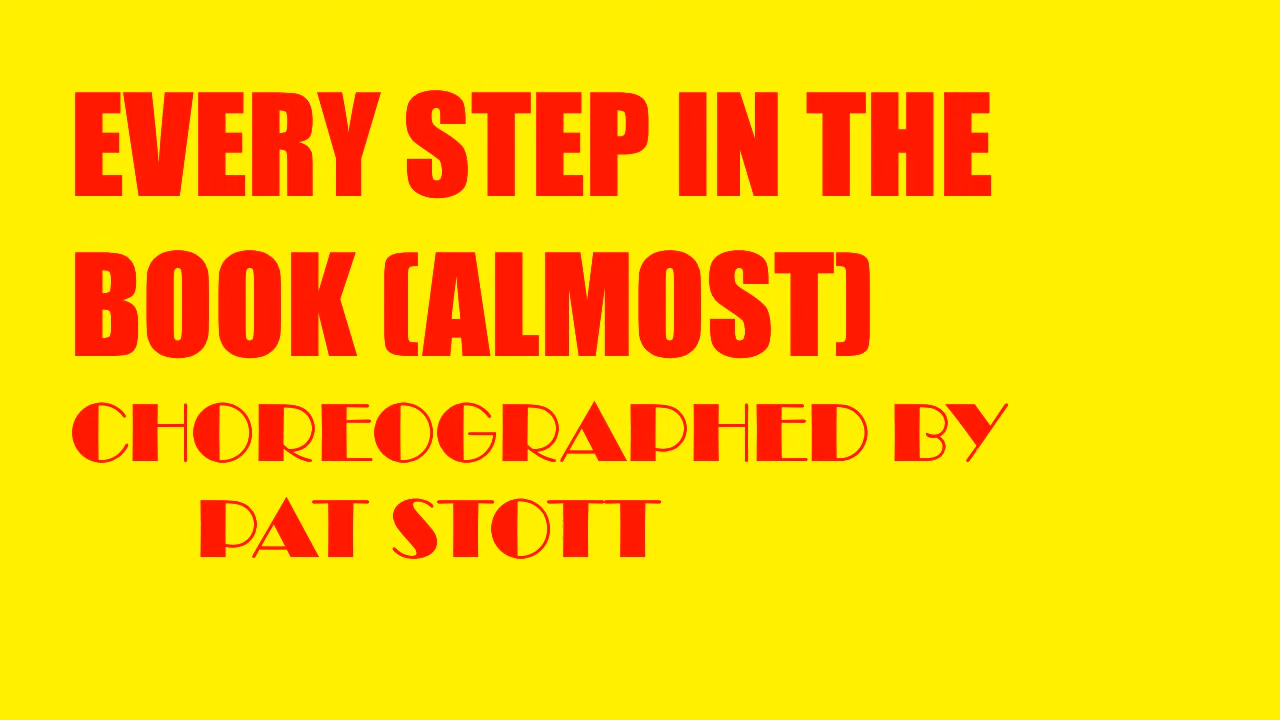 EVERY STEP IN THE
BOOK (ALMOST)
CHOREOGRAPHED BY
PAT STOTT